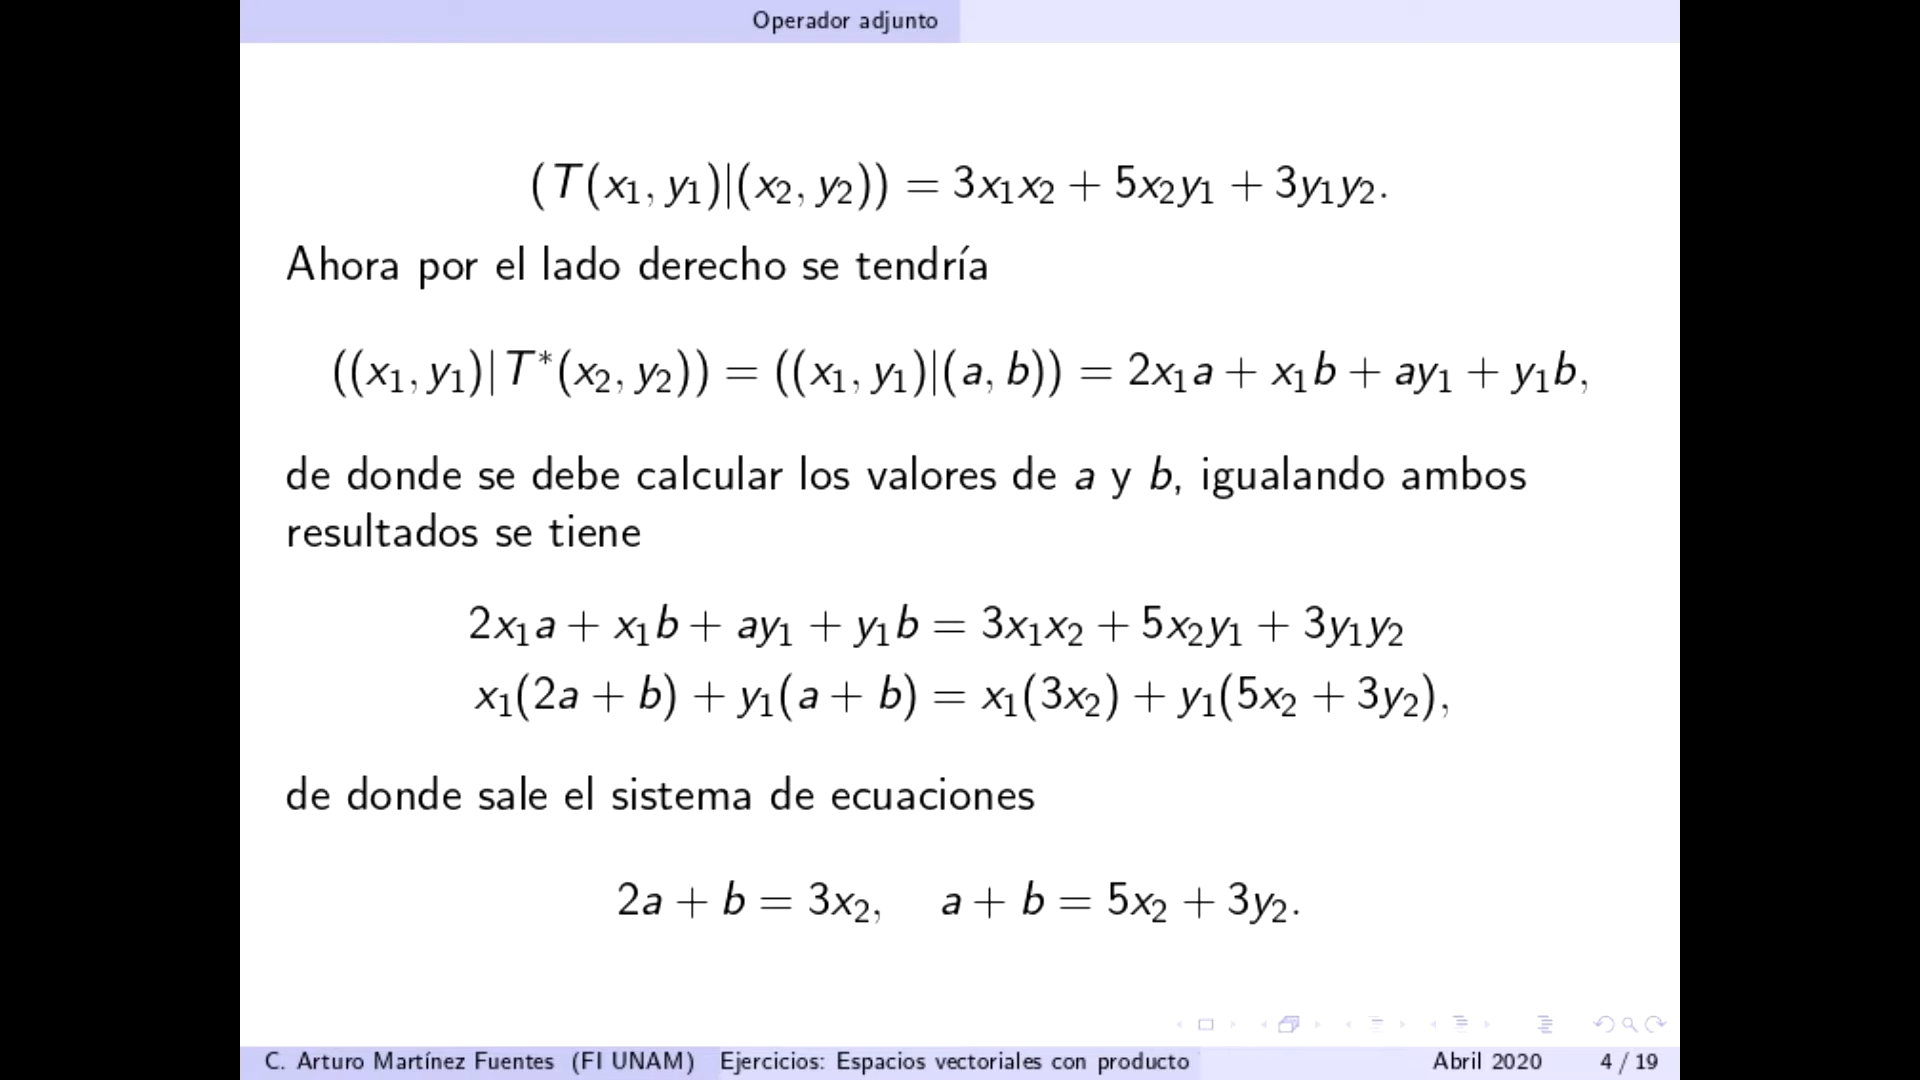 Operador adjunto
(T(x₁, y₁)|(x₂, y₂)) = 3x₁x₂ + 5x₂y₁ + 3y₁y₂.
Ahora por el lado derecho se tendría
((x₁, y₁)|T*(x₂, y₂)) = ((x₁, y₁)|(a, b)) = 2x₁a + x₁b + ay₁ + y₁b,
de donde se debe calcular los valores de a y b, igualando ambos
resultados se tiene
2x₁a + x₁b + ay₁ + y₁b = 3x₁x₂ + 5x₂y₁ + 3y₁y₂
x₁(2a + b) + y₁(a + b) = x₁(3x₂) + y₁(5x₂ + 3y₂),
de donde sale el sistema de ecuaciones
2a + b = 3x₂, a + b = 5x₂ + 3y₂.
C. Arturo Martínez Fuentes (FI UNAM) Ejercicios: Espacios vectoriales con producto Abril 2020 4 / 19